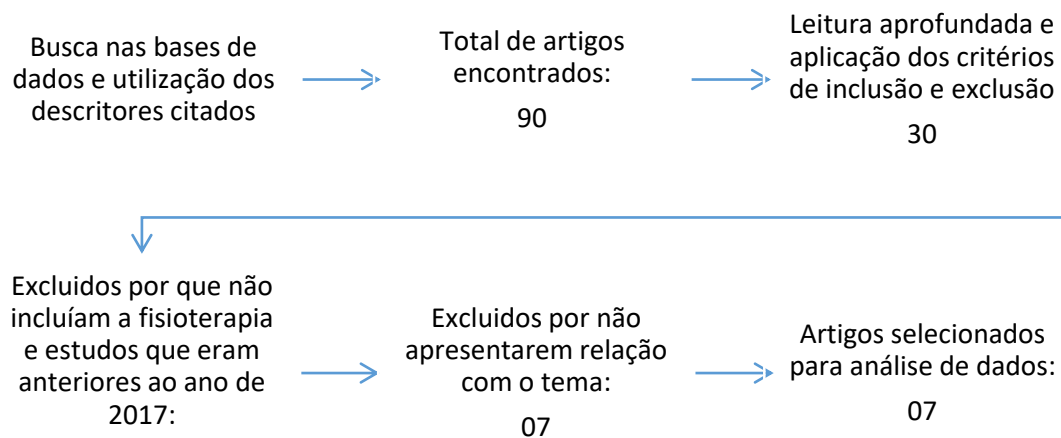 Busca nas bases de
dados e utilização dos
descritores citados
Total de artigos
encontrados:
90
Leitura aprofundada e
aplicação dos critérios
de inclusão e exclusão
30
Excluidos por que não
incluíam a fisioterapia
e estudos que eram
anteriores ao ano de
2017:
Excluidos por não
apresentarem relação
com o tema:
07
Artigos selecionados
para análise de dados:
07